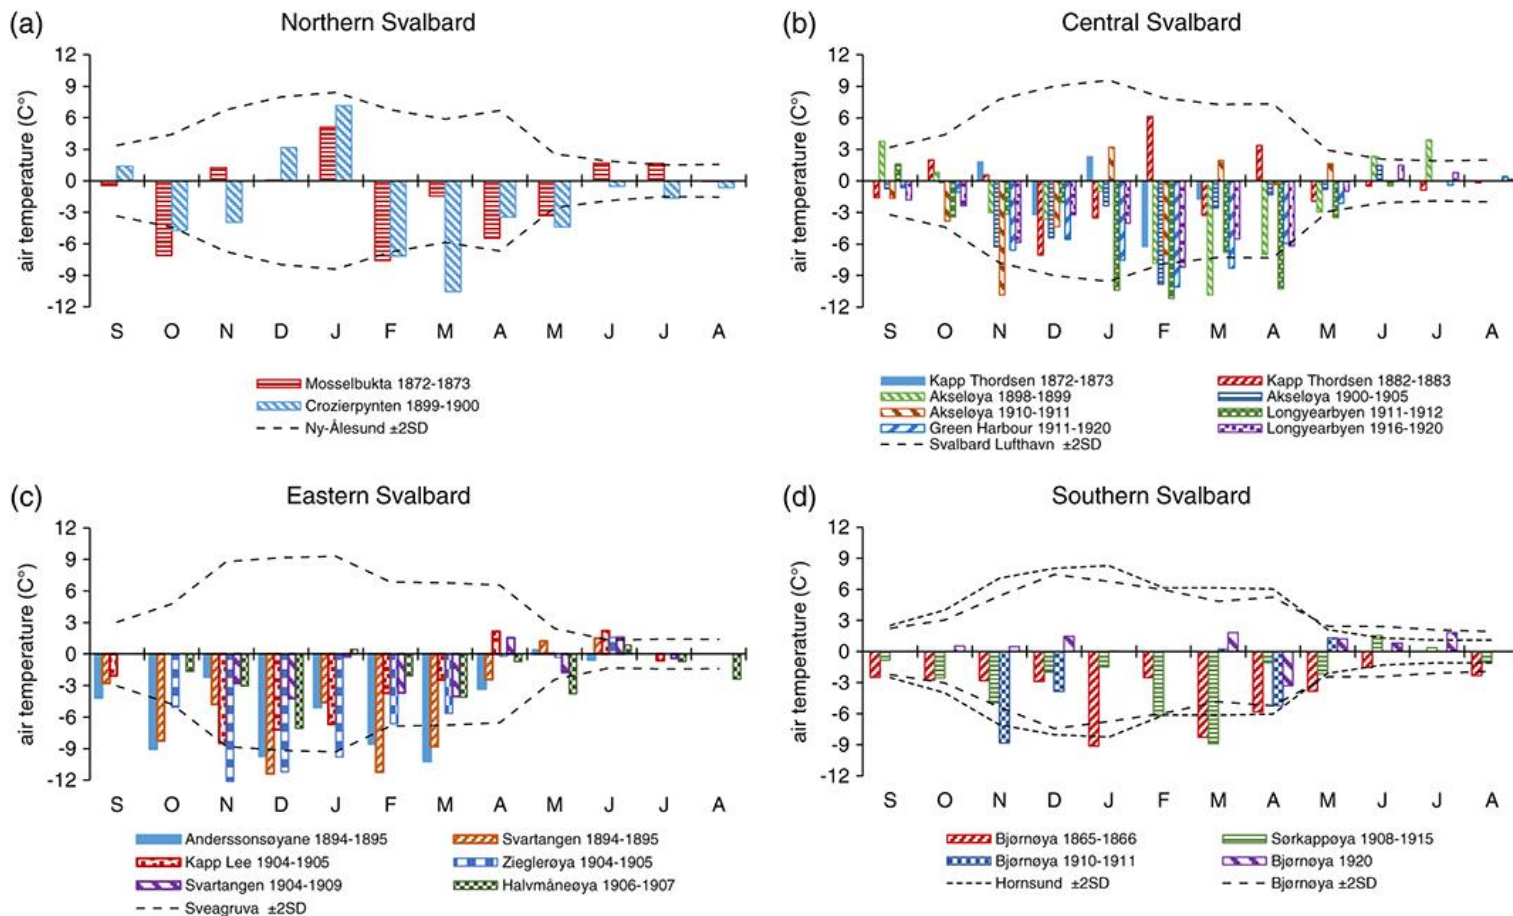 (a)
Northern Svalbard
air temperature (C°)
12
9
6
3
0
-3
-6
-9
-12
S O N D J F M A M J J A
Mosselbukta 1872-1873
Crozierpynten 1899-1900
Ny-Ålesund ±2SD
(b)
Central Svalbard
air temperature (C°)
12
9
6
3
0
-3
-6
-9
-12
S O N D J F M A M J J A
Kapp Thordsen 1872-1873 Kapp Thordsen 1882-1883
Akseløya 1898-1899 Akseløya 1900-1905
Akseløya 1910-1911 Longyearbyen 1911-1912
Green Harbour 1911-1920 Longyearbyen 1916-1920
Svalbard Lufthavn ±2SD
(c)
Eastern Svalbard
air temperature (C°)
12
9
6
3
0
-3
-6
-9
-12
S O N D J F M A M J J A
Anderssonsøyane 1894-1895 Svartangen 1894-1895
Kapp Lee 1904-1905 Zieglerøya 1904-1905
Svartangen 1904-1909 Halvmåneøya 1906-1907
Sveagruva ±2SD
(d)
Southern Svalbard
air temperature (C°)
12
9
6
3
0
-3
-6
-9
-12
S O N D J F M A M J J A
Bjørnøya 1865-1866 Sørkappøya 1908-1915
Bjørnøya 1910-1911 Bjørnøya 1920
Hornsund ±2SD Bjørnøya ±2SD